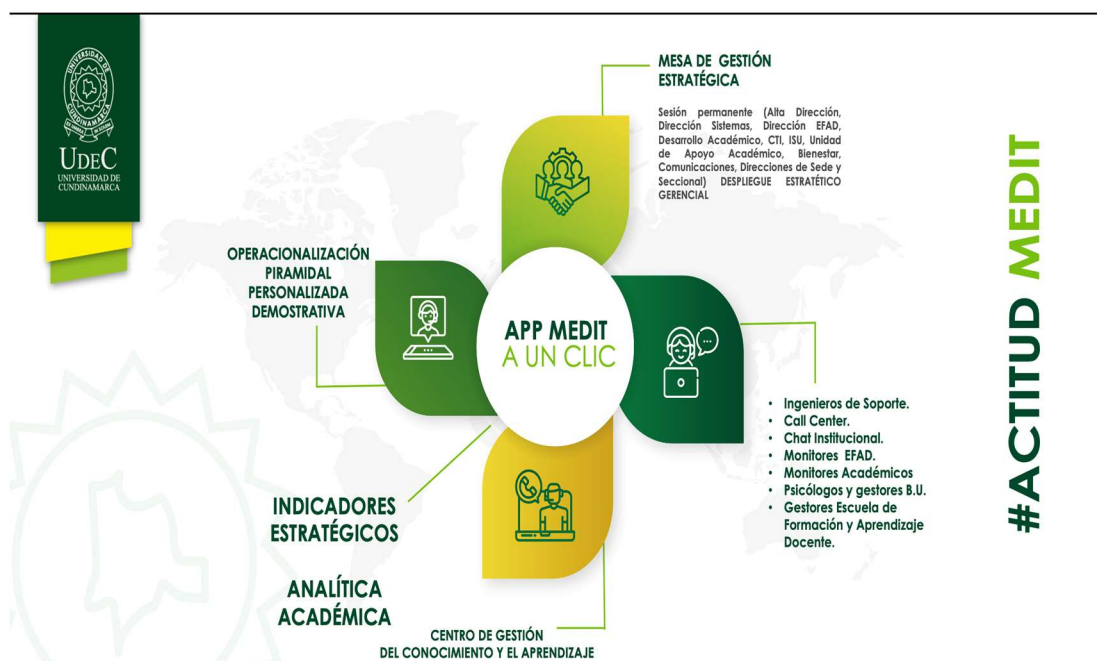 UDEC
UNIVERSIDAD DE
CUNDINAMARCA
MESA DE GESTIÓN
ESTRATÉGICA
Sesión permanente (Alta Dirección,
Dirección Sistemas, Dirección EFAD,
Desarrollo Académico, CTI, ISU, Unidad
de Apoyo Académico, Bienestar,
Comunicaciones, Direcciones de Sede y
Seccional) DESPLIEGUE ESTRATÉTICO
GERENCIAL
OPERACIONALIZACIÓN
PIRAMIDAL
PERSONALIZADA
DEMOSTRATIVA
APP MEDIT
A UN CLIC
• Ingenieros de Soporte.
• Call Center.
• Chat Institucional.
• Monitores EFAD.
• Monitores Académicos
• Psicólogos y gestores B.U.
• Gestores Escuela de
Formación y Aprendizaje
Docente.
INDICADORES
ESTRATÉGICOS
ANALÍTICA
ACADÉMICA
CENTRO DE GESTIÓN
DEL CONOCIMIENTO Y EL APRENDIZAJE
#ACTITUD MEDIT